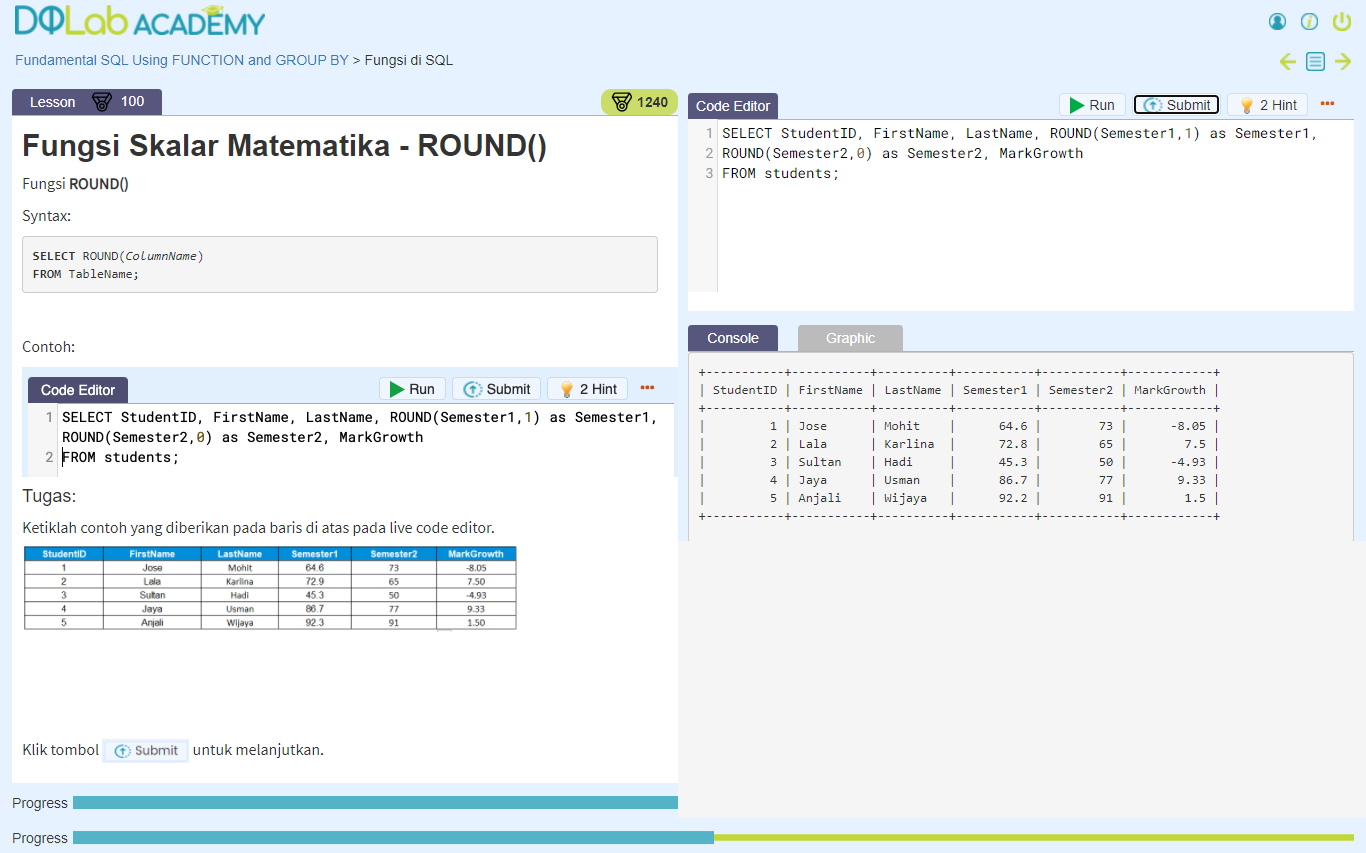 DQLab ACADEMY
Fundamental SQL Using FUNCTION and GROUP BY > Fungsi di SQL
Lesson 100
1240
Fungsi Skalar Matematika - ROUND()
Fungsi ROUND()
Syntax:
SELECT ROUND(ColumnName)
FROM TableName;
Contoh:
Code Editor
Run
Submit
2 Hint
1 SELECT StudentID, FirstName, LastName, ROUND(Semester1,1) as Semester1,
ROUND(Semester2,0) as Semester2, MarkGrowth
2 FROM students;
Tugas:
Ketiklah contoh yang diberikan pada baris di atas pada live code editor.
StudentID FirstName LastName Semester1 Semester2 MarkGrowth
1 Jose Mohit 64.6 73 -8.05
2 Lala Karlina 72.9 65 7.50
3 Sultan Hadi 45.3 50 -4.93
4 Jaya Usman 86.7 77 9.33
5 Anjali Wijaya 92.3 91 1.50
Klik tombol Submit untuk melanjutkan.
Progress
Progress
Code Editor
Run
Submit
2 Hint
1 SELECT StudentID, FirstName, LastName, ROUND(Semester1,1) as Semester1,
2 ROUND(Semester2,0) as Semester2, MarkGrowth
3 FROM students;
Console
Graphic
+-----------+-----------+----------+-----------+-----------+------------+
| StudentID | FirstName | LastName | Semester1 | Semester2 | MarkGrowth |
+-----------+-----------+----------+-----------+-----------+------------+
| 1 | Jose | Mohit | 64.6 | 73 | -8.05 |
| 2 | Lala | Karlina | 72.8 | 65 | 7.5 |
| 3 | Sultan | Hadi | 45.3 | 50 | -4.93 |
| 4 | Jaya | Usman | 86.7 | 77 | 9.33 |
| 5 | Anjali | Wijaya | 92.2 | 91 | 1.5 |
+-----------+-----------+----------+-----------+-----------+------------+